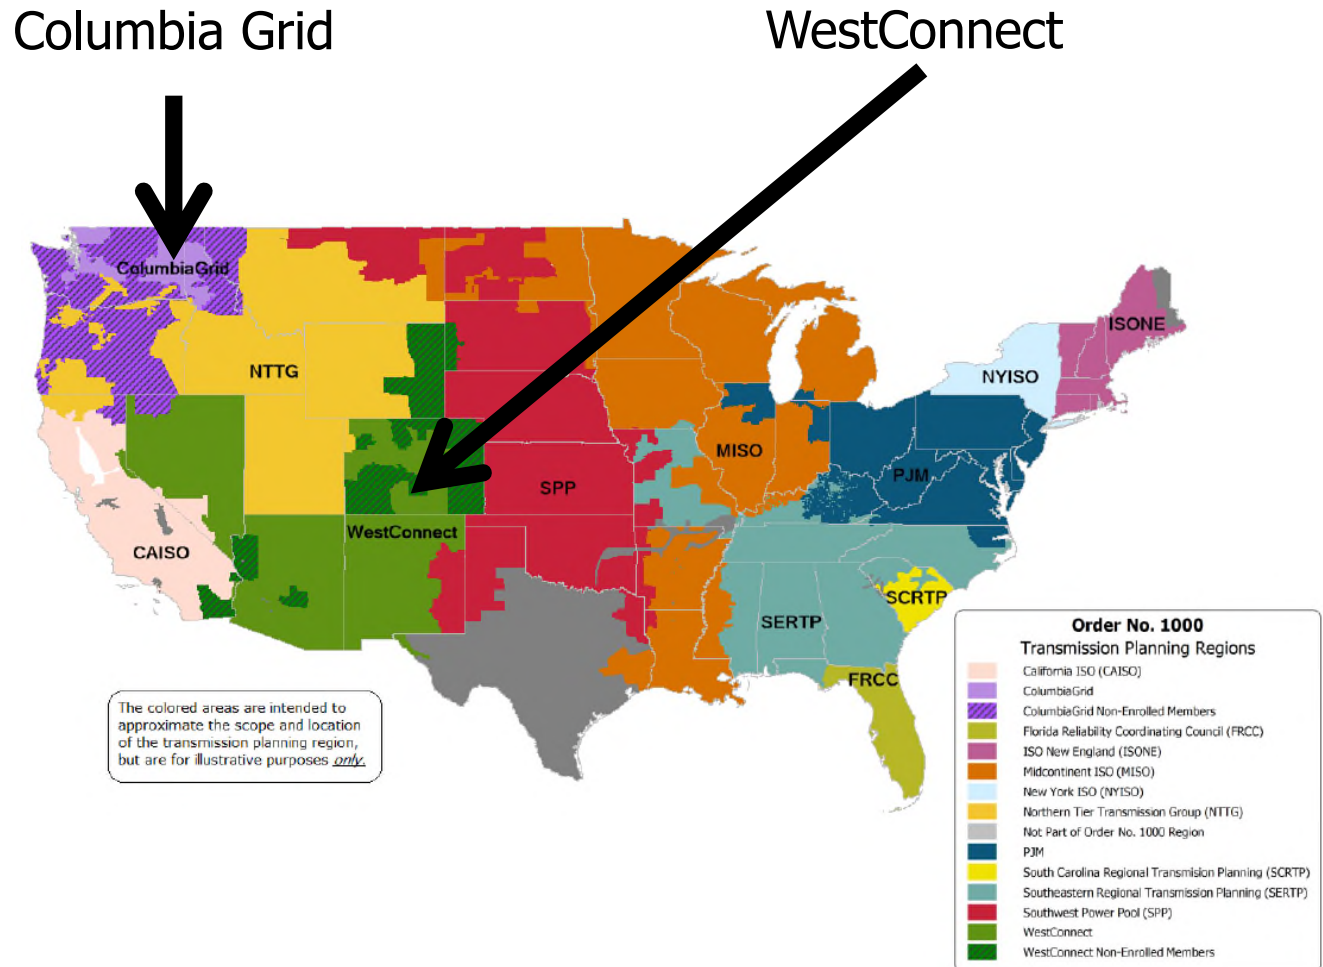 Columbia Grid
WestConnect
ColumbiaGrid
ISONE
NTTG
NYISO
MISO
PJM
SPP
WestConnect
CAISO
SCRTP
SERTP
FRCC
The colored areas are intended to
approximate the scope and location
of the transmission planning region,
but are for illustrative purposes only.
Order No. 1000
Transmission Planning Regions
California ISO (CAISO)
ColumbiaGrid
ColumbiaGrid Non-Enrolled Members
Florida Reliability Coordinating Council (FRCC)
ISO New England (ISONE)
Midcontinent ISO (MISO)
New York ISO (NYISO)
Northern Tier Transmission Group (NTTG)
Not Part of Order No. 1000 Region
PJM
South Carolina Regional Transmision Planning (SCRTP)
Southeastern Regional Transmission Planning (SERTP)
Southwest Power Pool (SPP)
WestConnect
WestConnect Non-Enrolled Members